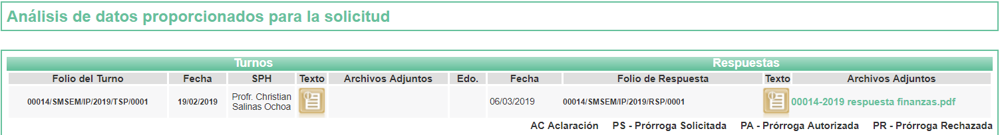 Análisis de datos proporcionados para la solicitud
Turnos Respuestas
Folio del Turno Fecha SPH Texto Archivos Adjuntos Edo. Fecha Folio de Respuesta Texto Archivos Adjuntos
00014/SMSEM/IP/2019/TSP/0001 19/02/2019 Profr. Christian Salinas Ochoa 06/03/2019 00014/SMSEM/IP/2019/RSP/0001 00014-2019 respuesta finanzas.pdf
AC Aclaración PS - Prórroga Solicitada PA - Prórroga Autorizada PR - Prórroga Rechazada